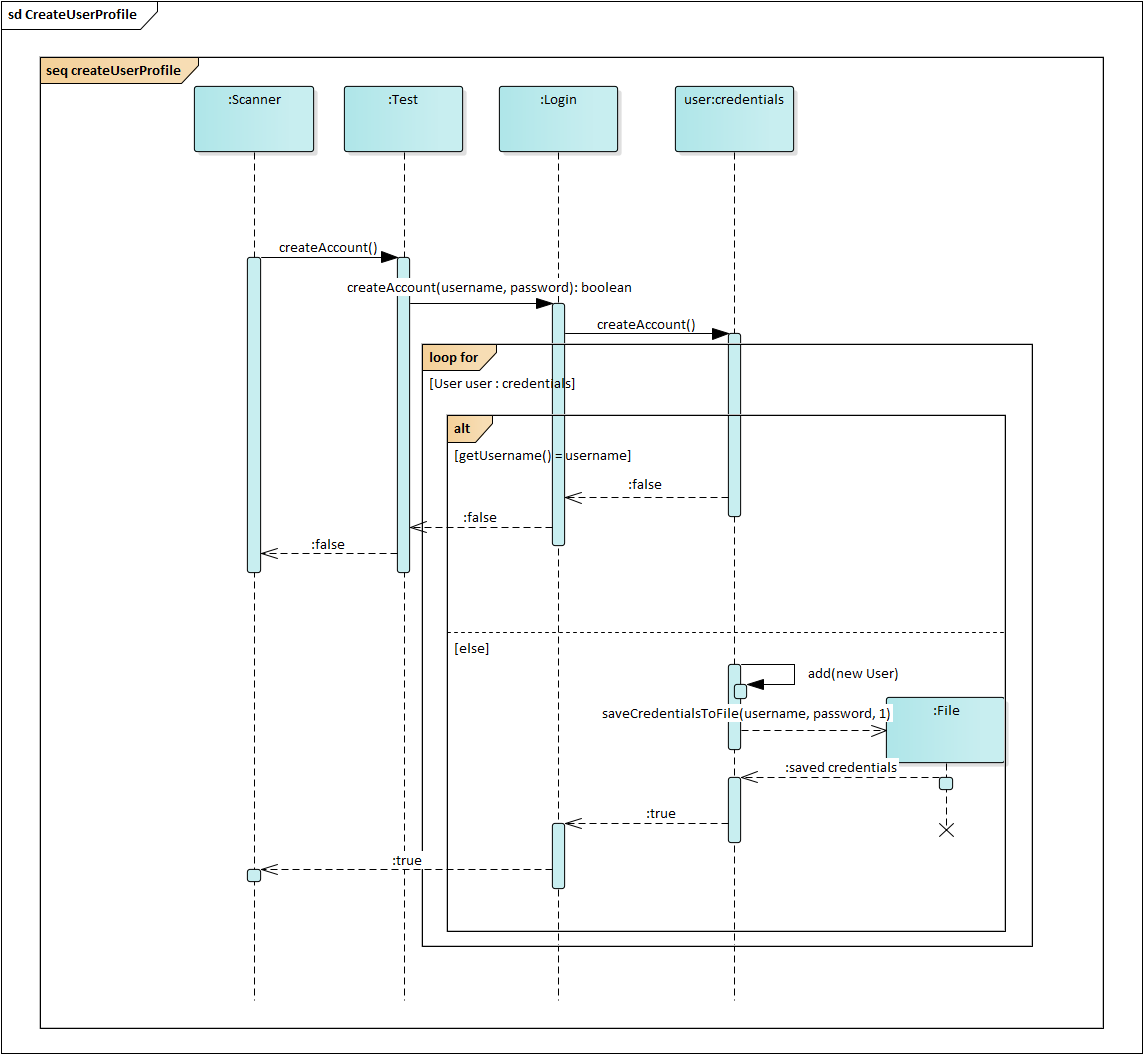 sd CreateUserProfile
seq createUserProfile
:Scanner
:Test
:Login
user:credentials
createAccount()
createAccount(username, password): boolean
createAccount()
loop for
[User user : credentials]
alt
[getUsername() = username]
:false
:false
:false
[else]
add(new User)
saveCredentialsToFile(username, password, 1)
:File
:saved credentials
:true
:true